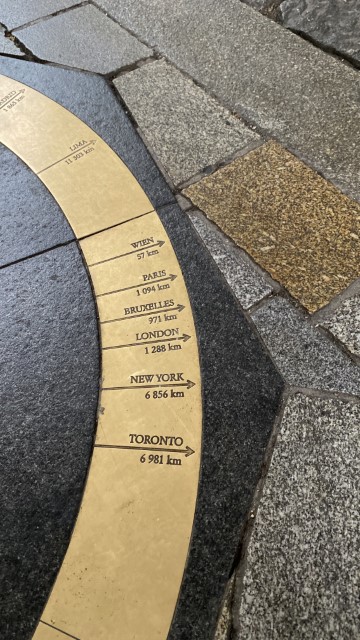 LIMA
11 303 km
WIEN
57 km
PARIS
1 094 km
BRUXELLES
971 km
LONDON
1 288 km
NEW YORK
6 856 km
TORONTO
6 981 km